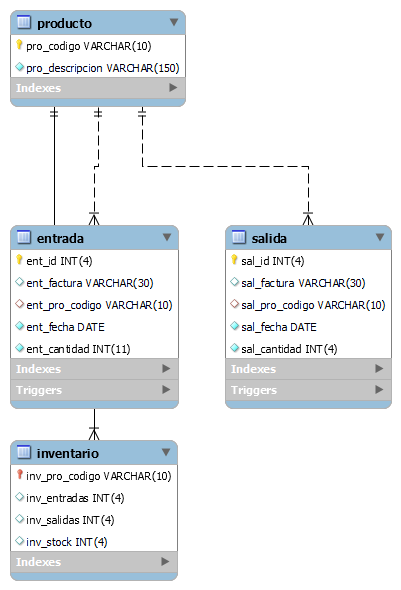 producto
pro_codigo VARCHAR(10)
pro_descripcion VARCHAR(150)
Indexes
entrada
ent_id INT(4)
ent_factura VARCHAR(30)
ent_pro_codigo VARCHAR(10)
ent_fecha DATE
ent_cantidad INT(11)
Indexes
Triggers
salida
sal_id INT(4)
sal_factura VARCHAR(30)
sal_pro_codigo VARCHAR(10)
sal_fecha DATE
sal_cantidad INT(4)
Indexes
Triggers
inventario
inv_pro_codigo VARCHAR(10)
inv_entradas INT(4)
inv_salidas INT(4)
inv_stock INT(4)
Indexes